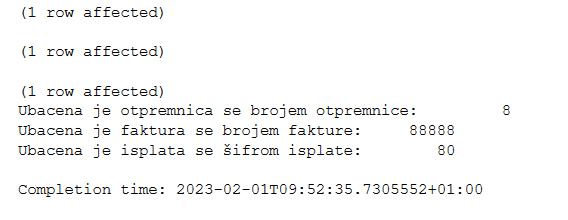 (1 row affected)
(1 row affected)
(1 row affected)
Ubacena je otpremnica se brojem otpremnice:         8
Ubacena je faktura se brojem fakture:     88888
Ubacena je isplata se šifrom isplate:        80
Completion time: 2023-02-01T09:52:35.7305552+01:00